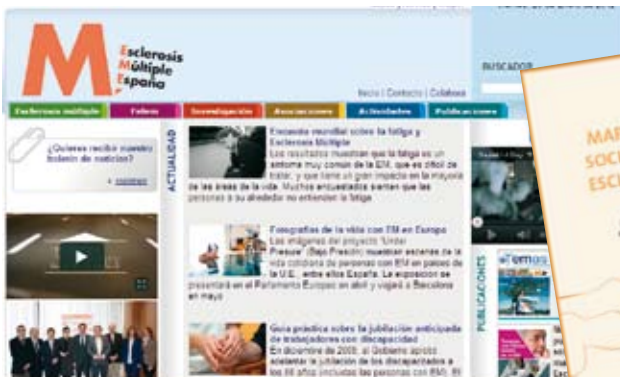 M
Esclerosis
Múltiple
España
BUSCADOR
Inicio | Contacto | Colabora
Esclerosis múltiple
Investigación
Asociaciones
Actividades
Publicaciones
¿Quieres recibir nuestro
boletín de noticias?
ACTUALIDAD
Encuesta mundial sobre la fatiga y
Esclerosis Múltiple
Los resultados muestran que la fatiga es un
síntoma muy común de la EM, que es difícil de
tratar, y que tiene un gran impacto en la mayoría
de las áreas de la vida. Muchos encuestados sienten que las
personas a su alrededor no entienden la fatiga
Fotografías de la vida con EM en Europa
Las imágenes del proyecto 'Under
Pressure' (Bajo Presión) muestran escenas de la
vida cotidiana de personas con EM en países de
la U.E., entre ellos España. La exposición se
presentará en el Parlamento Europeo en abril y viajará a Barcelona
en mayo
Guía práctica sobre la jubilación anticipada
de trabajadores con discapacidad
En diciembre de 2009, el Gobierno aprobó
adelantar la jubilación de los discapacitados a
los 58 años (incluidas las personas con EM). El
PUBLICACIONES
MAR
SOCI
ESCL